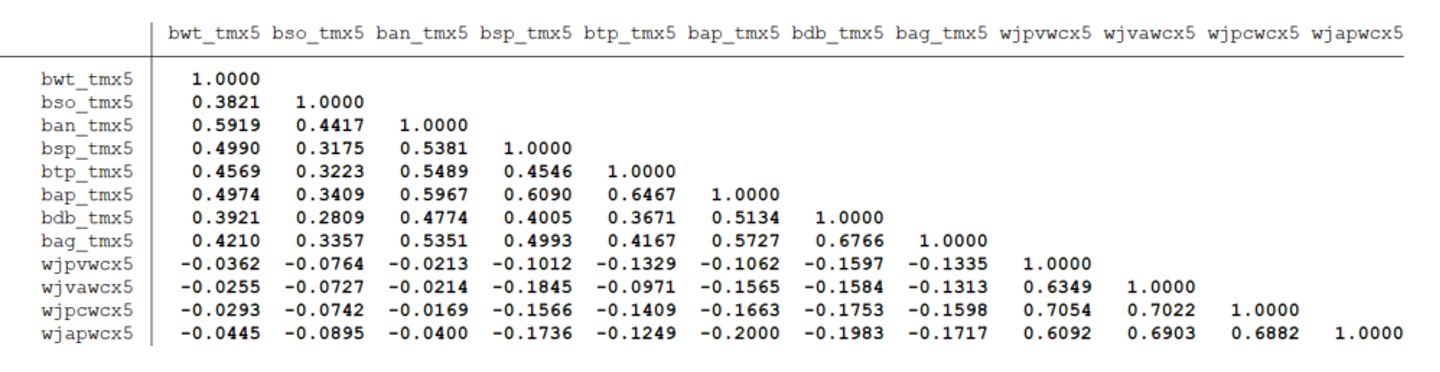 bwt_tmx5 bso_tmx5 ban_tmx5 bsp_tmx5 btp_tmx5 bap_tmx5 bdb_tmx5 bag_tmx5 wjpvwcx5 wjvawcx5 wjpcwcx5 wjapwcx5
bwt_tmx5 1.0000
bso_tmx5 0.3821 1.0000
ban_tmx5 0.5919 0.4417 1.0000
bsp_tmx5 0.4990 0.3175 0.5381 1.0000
btp_tmx5 0.4569 0.3223 0.5489 0.4546 1.0000
bap_tmx5 0.4974 0.3409 0.5967 0.6090 0.6467 1.0000
bdb_tmx5 0.3921 0.2809 0.4774 0.4005 0.3671 0.5134 1.0000
bag_tmx5 0.4210 0.3357 0.5351 0.4993 0.4167 0.5727 0.6766 1.0000
wjpvwcx5 -0.0362 -0.0764 -0.0213 -0.1012 -0.1329 -0.1062 -0.1597 -0.1335 1.0000
wjvawcx5 -0.0255 -0.0727 -0.0214 -0.1845 -0.0971 -0.1565 -0.1584 -0.1313 0.6349 1.0000
wjpcwcx5 -0.0293 -0.0742 -0.0169 -0.1566 -0.1409 -0.1663 -0.1753 -0.1598 0.7054 0.7022 1.0000
wjapwcx5 -0.0445 -0.0895 -0.0400 -0.1736 -0.1249 -0.2000 -0.1983 -0.1717 0.6092 0.6903 0.6882 1.0000